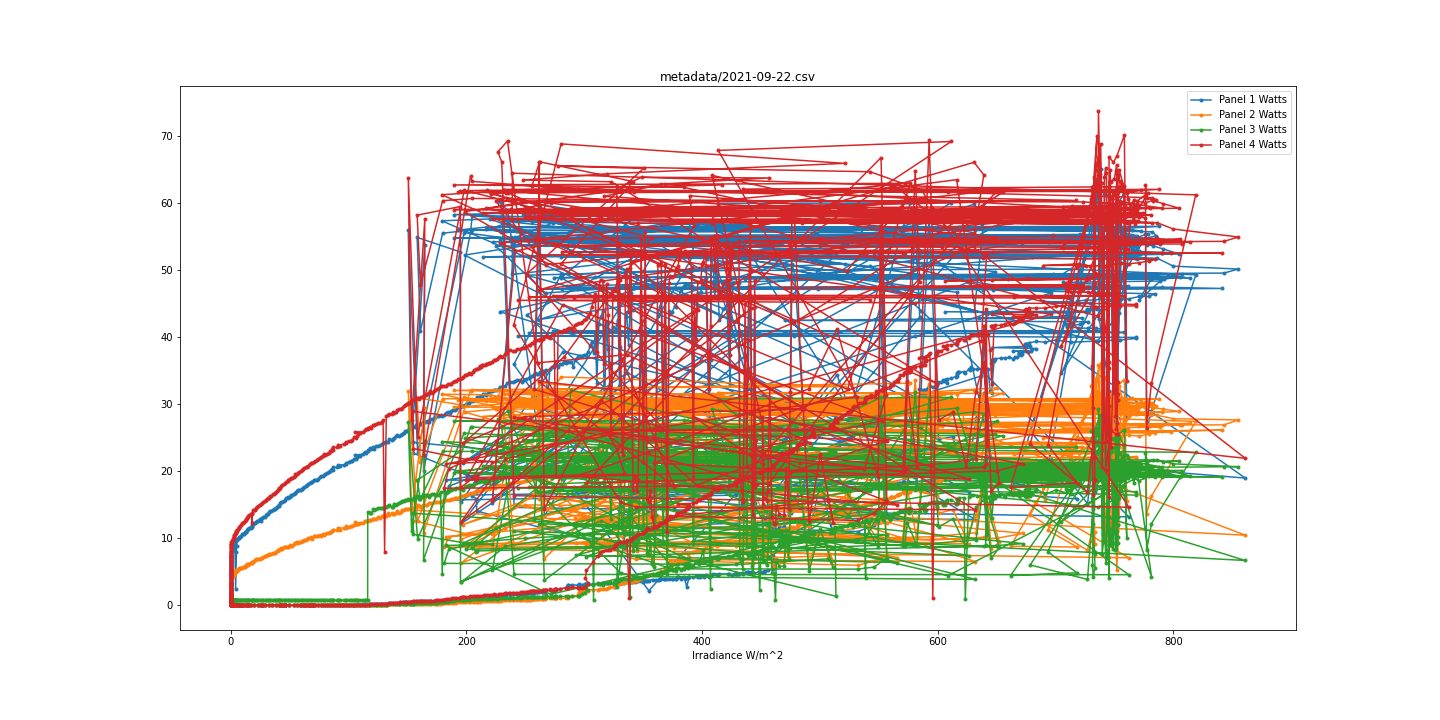 metadata/2021-09-22.csv
Panel 1 Watts
Panel 2 Watts
Panel 3 Watts
Panel 4 Watts
70
60
50
40
30
20
10
0
0 200 400 600 800
Irradiance W/m^2